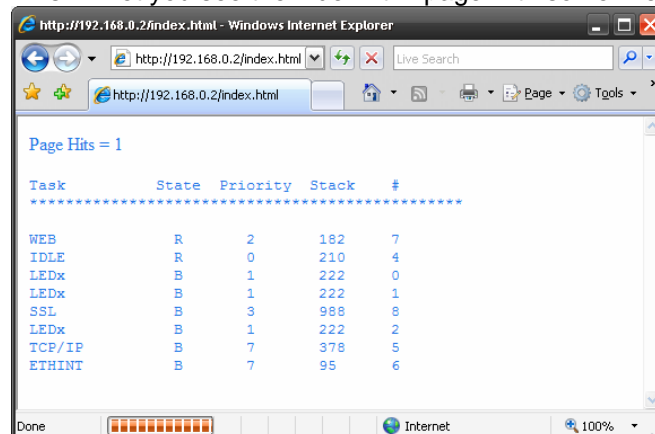 http://192.168.0.2/index.html - Windows Internet Explorer
http://192.168.0.2/index.html Live Search
http://192.168.0.2/index.html Page Tools
Page Hits = 1
Task State Priority Stack #
************************************************
WEB R 2 182 7
IDLE R 0 210 4
LEDx B 1 222 0
LEDx B 1 222 1
SSL B 3 988 8
LEDx B 1 222 2
TCP/IP B 7 378 5
ETHINT B 7 95 6
Done Internet 100%